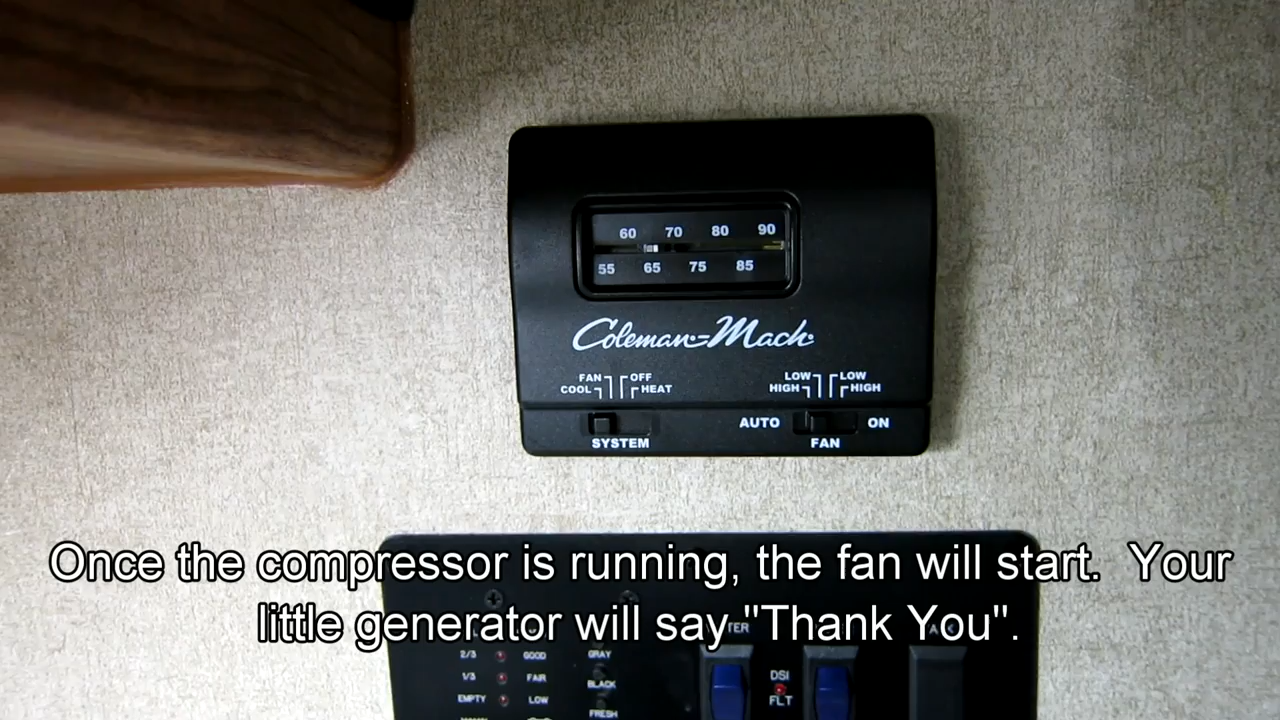 60 70 80 90
55 65 75 85
Coleman-Mach
FAN OFF
COOL HEAT
LOW LOW
HIGH HIGH
AUTO ON
SYSTEM FAN
Once the compressor is running, the fan will start. Your
little generator will say "Thank You".
2/3 GOOD GRAY
1/3 FAIR BLACK
EMPTY LOW FRESH
DSI
FLT